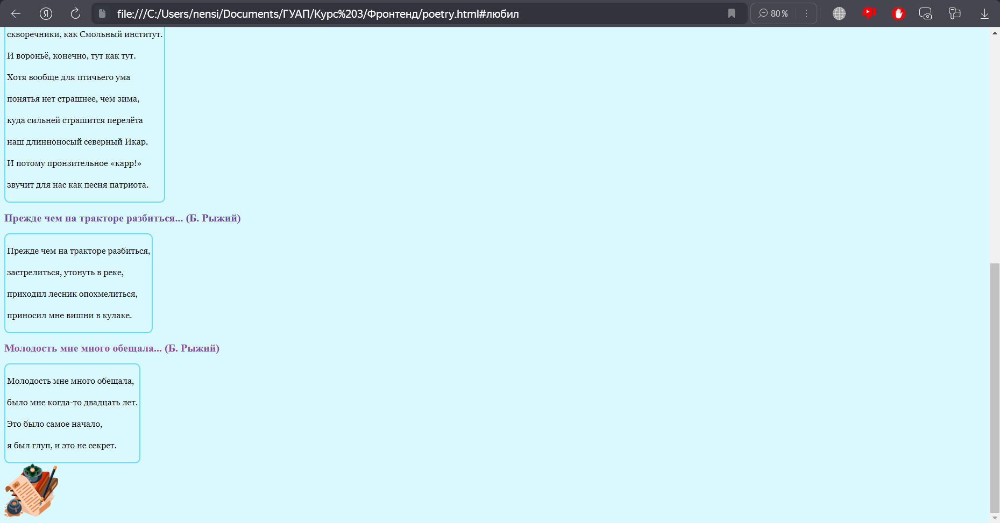 file:///C:/Users/nensi/Documents/ГУАП/Курс%203/Фронтенд/poetry.html#любил
80 %
скворечники, как Смольный институт.
И вороньё, конечно, тут как тут.
Хотя вообще для птичьего ума
понятья нет страшнее, чем зима,
куда сильней страшится перелёта
наш длинноносый северный Икар.
И потому пронзительное «карр!»
звучит для нас как песня патриота.
Прежде чем на тракторе разбиться... (Б. Рыжий)
Прежде чем на тракторе разбиться,
застрелиться, утонуть в реке,
приходил лесник опохмелиться,
приносил мне вишни в кулаке.
Молодость мне много обещала... (Б. Рыжий)
Молодость мне много обещала,
было мне когда-то двадцать лет.
Это было самое начало,
я был глуп, и это не секрет.